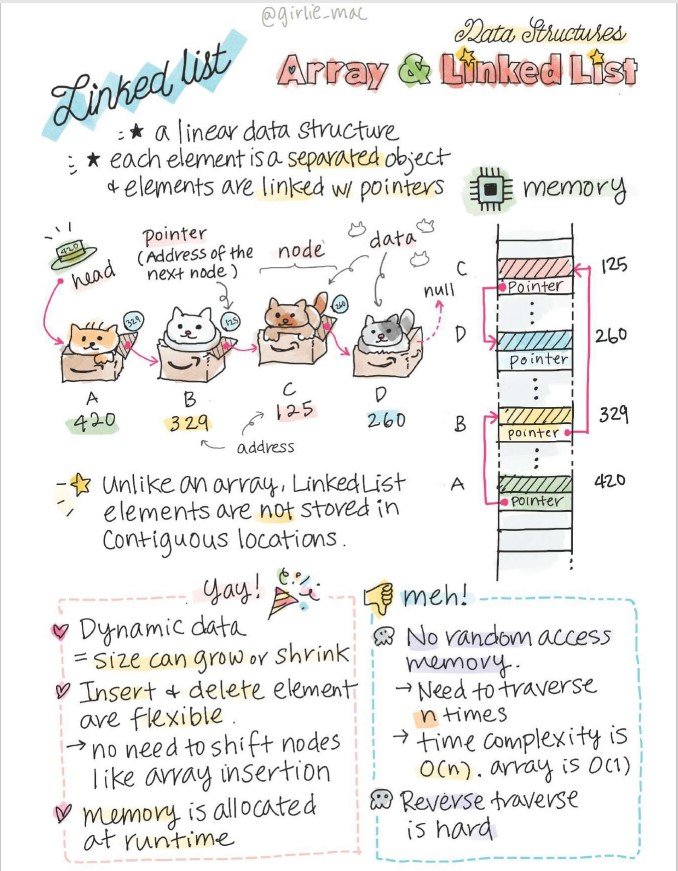 @girlie_mac
Data Structures
Array & Linked List
Linked list
★ a linear data structure
★ each element is a separated object
& elements are linked w/ pointers
memory
420
head
pointer
(Address of the
next node)
node
data
null
329
125
260
A
B
C
D
420
329
125
260
address
C
125
pointer
D
260
pointer
B
329
pointer
A
420
pointer
Unlike an array, LinkedList
elements are not stored in
contiguous locations.
yay!
Dynamic data
= size can grow or shrink
Insert & delete element
are flexible.
→ no need to shift nodes
like array insertion
memory is allocated
at runtime
meh!
No random access
memory.
→ Need to traverse
n times
→ time complexity is
O(n). array is O(1)
Reverse traverse
is hard